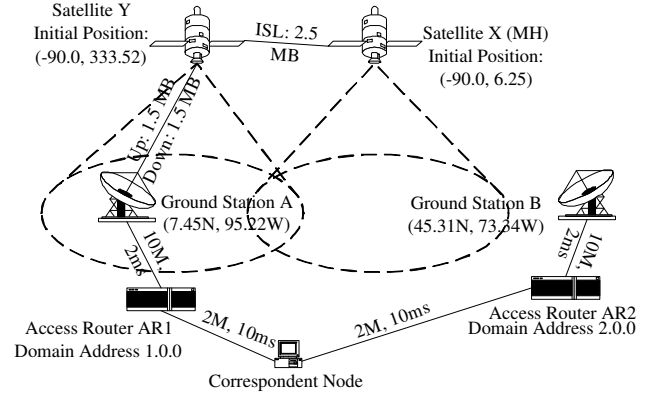 Satellite Y
Initial Position:
(-90.0, 333.52)
ISL: 2.5
MB
Satellite X (MH)
Initial Position:
(-90.0, 6.25)
Up: 1.5 MB
Down: 1.5 MB
Ground Station A
(7.45N, 95.22W)
Ground Station B
(45.31N, 73.34W)
10M,
2ms
10M,
2ms
Access Router AR1
Domain Address 1.0.0
2M, 10ms
2M, 10ms
Access Router AR2
Domain Address 2.0.0
Correspondent Node